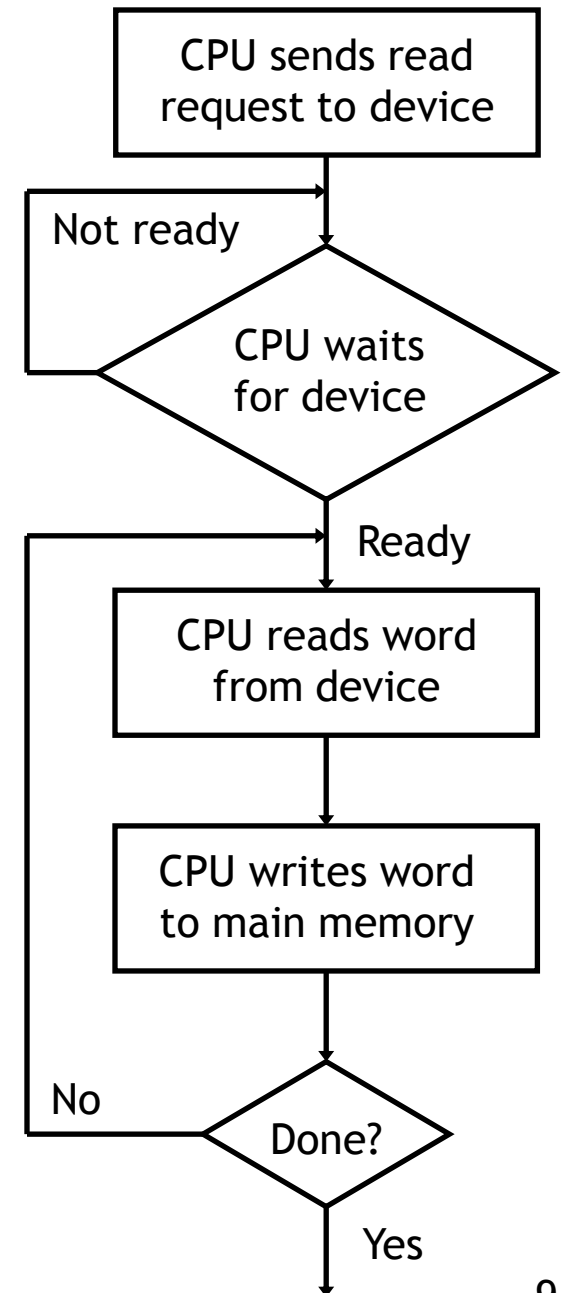 CPU sends read
request to device
Not ready
CPU waits
for device
Ready
CPU reads word
from device
CPU writes word
to main memory
No
Done?
Yes